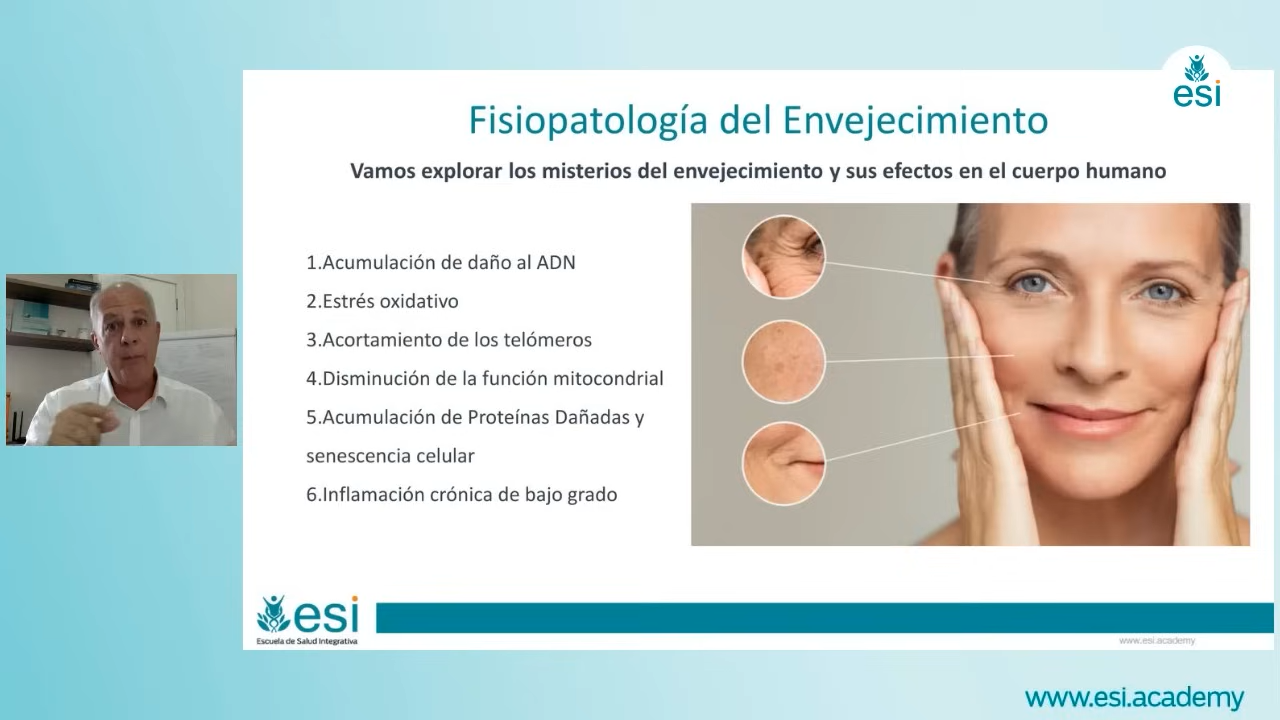 esi
Fisiopatología del Envejecimiento
Vamos explorar los misterios del envejecimiento y sus efectos en el cuerpo humano
1.Acumulación de daño al ADN
2.Estrés oxidativo
3.Acortamiento de los telómeros
4.Disminución de la función mitocondrial
5.Acumulación de Proteínas Dañadas y
senescencia celular
6.Inflamación crónica de bajo grado
esi
Escuela de Salud Integrativa
www.esi.academy
www.esi.academy